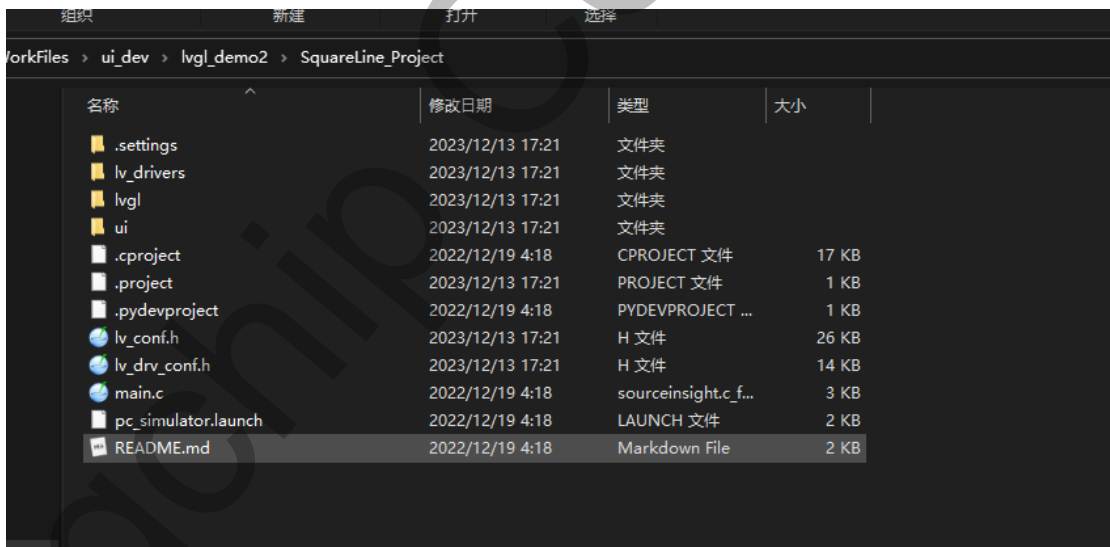 组织 新建 打开 选择
WorkFiles › ui_dev › lvgl_demo2 › SquareLine_Project
名称 修改日期 类型 大小
.settings 2023/12/13 17:21 文件夹
lv_drivers 2023/12/13 17:21 文件夹
lvgl 2023/12/13 17:21 文件夹
ui 2023/12/13 17:21 文件夹
.cproject 2022/12/19 4:18 CPROJECT 文件 17 KB
.project 2023/12/13 17:21 PROJECT 文件 1 KB
.pydevproject 2022/12/19 4:18 PYDEVPROJECT ... 1 KB
lv_conf.h 2023/12/13 17:21 H 文件 26 KB
lv_drv_conf.h 2023/12/13 17:21 H 文件 14 KB
main.c 2022/12/19 4:18 sourceinsight.c_f... 3 KB
pc_simulator.launch 2022/12/19 4:18 LAUNCH 文件 2 KB
README.md 2022/12/19 4:18 Markdown File 2 KB